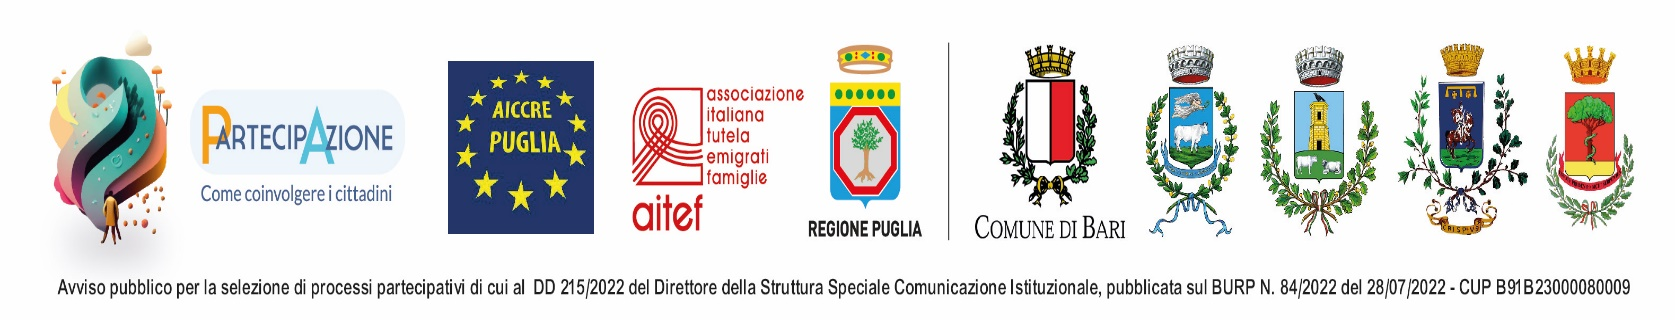 PARTECIPAZIONE
Come coinvolgere i cittadini
AICCRE
PUGLIA
associazione
italiana
tutela
emigrati
famiglie
aitef
REGIONE PUGLIA
COMUNE DI BARI
CRISPVS
Avviso pubblico per la selezione di processi partecipativi di cui al DD 215/2022 del Direttore della Struttura Speciale Comunicazione Istituzionale, pubblicata sul BURP N. 84/2022 del 28/07/2022 - CUP B91B23000080009